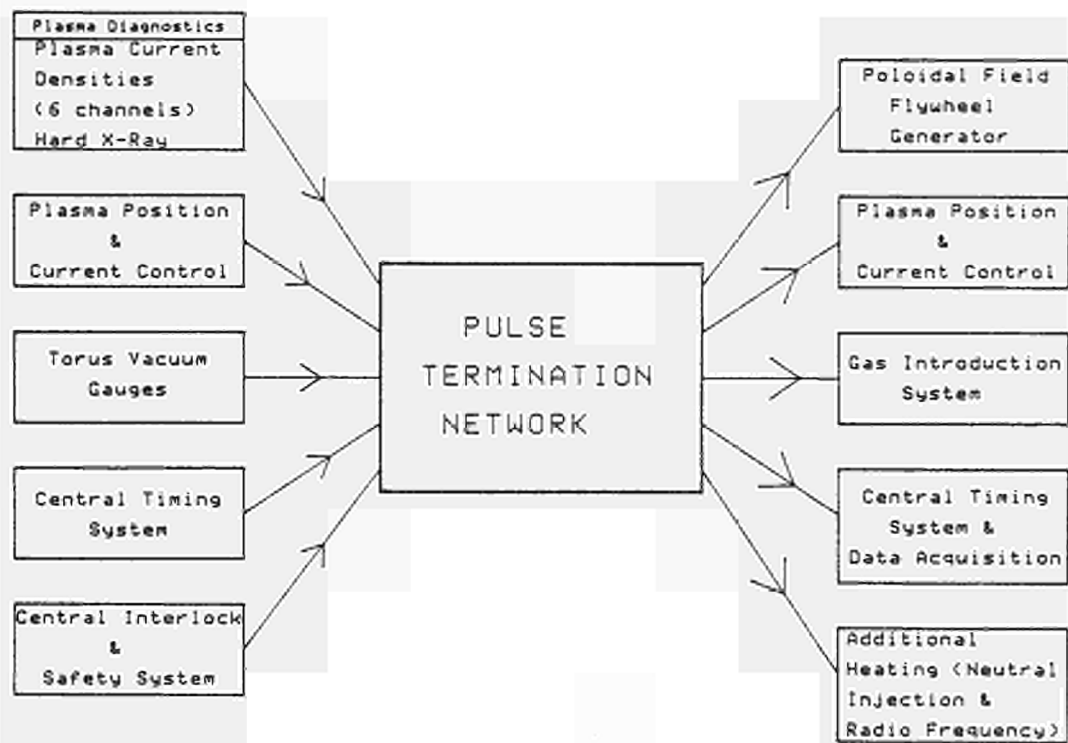 Plasma Diagnostics
Plasma Current
Densities
(6 channels)
Hard X-Ray
Plasma Position
&
Current Control
Torus Vacuum
Gauges
Central Timing
System
Central Interlock
&
Safety System
PULSE
TERMINATION
NETWORK
Poloidal Field
Flywheel
Generator
Plasma Position
&
Current Control
Gas Introduction
System
Central Timing
System &
Data Acquisition
Additional
Heating (Neutral
Injection &
Radio Frequency)